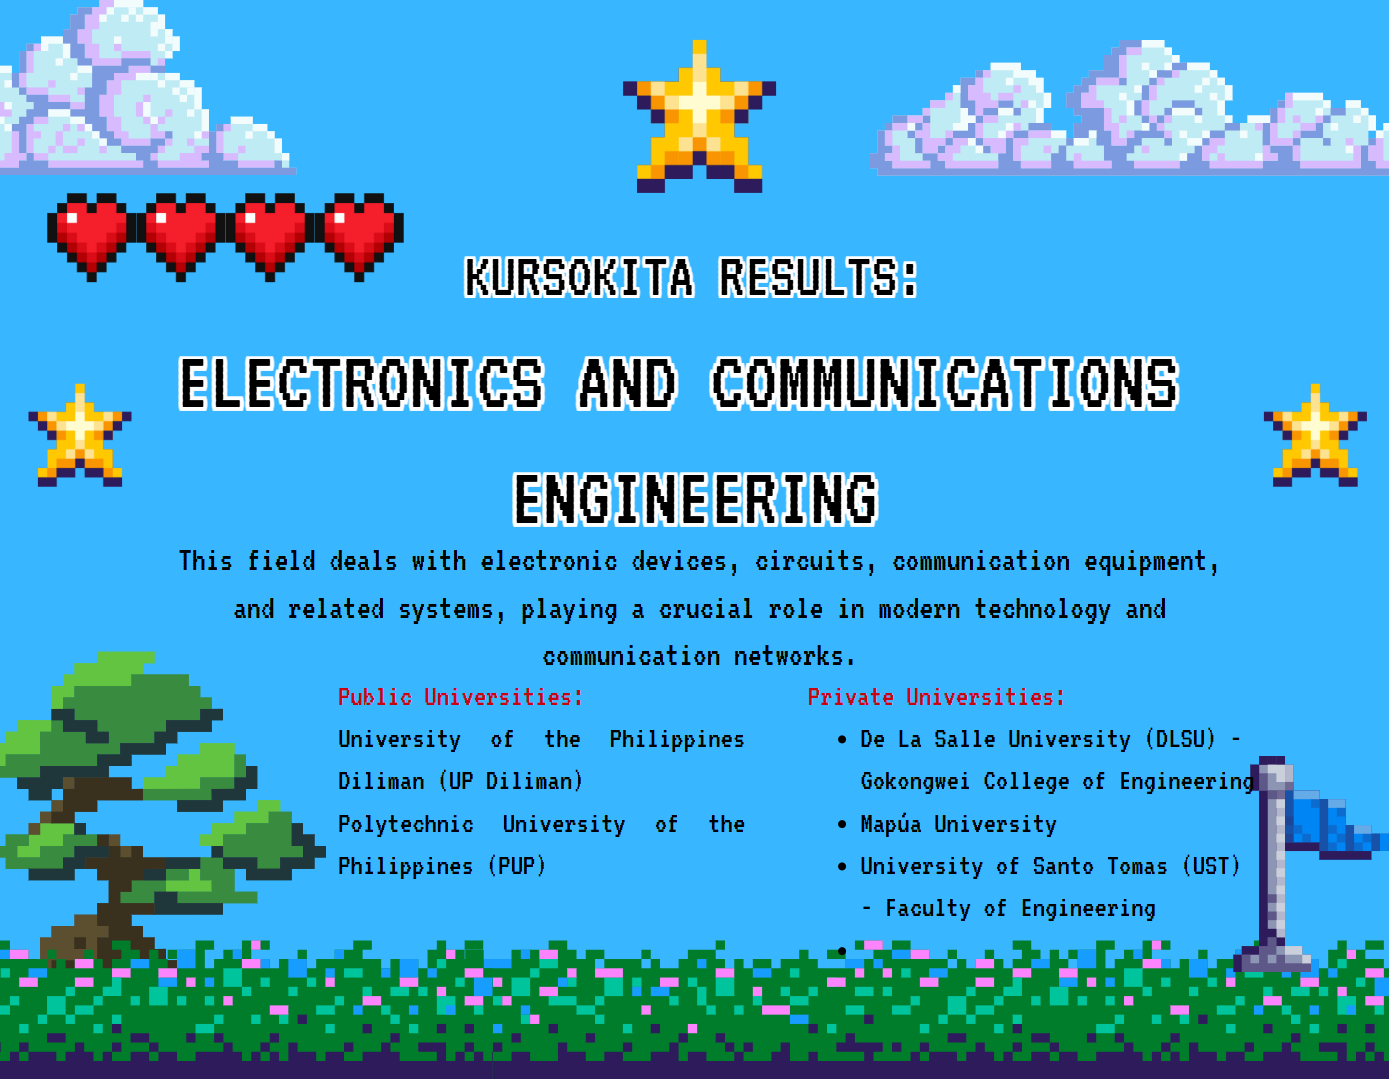 KURSOKITA RESULTS:
ELECTRONICS AND COMMUNICATIONS
ENGINEERING
This field deals with electronic devices, circuits, communication equipment,
and related systems, playing a crucial role in modern technology and
communication networks.
Public Universities:
University of the Philippines
Diliman (UP Diliman)
Polytechnic University of the
Philippines (PUP)
Private Universities:
• De La Salle University (DLSU) -
Gokongwei College of Engineering
• Mapúa University
• University of Santo Tomas (UST)
- Faculty of Engineering
•